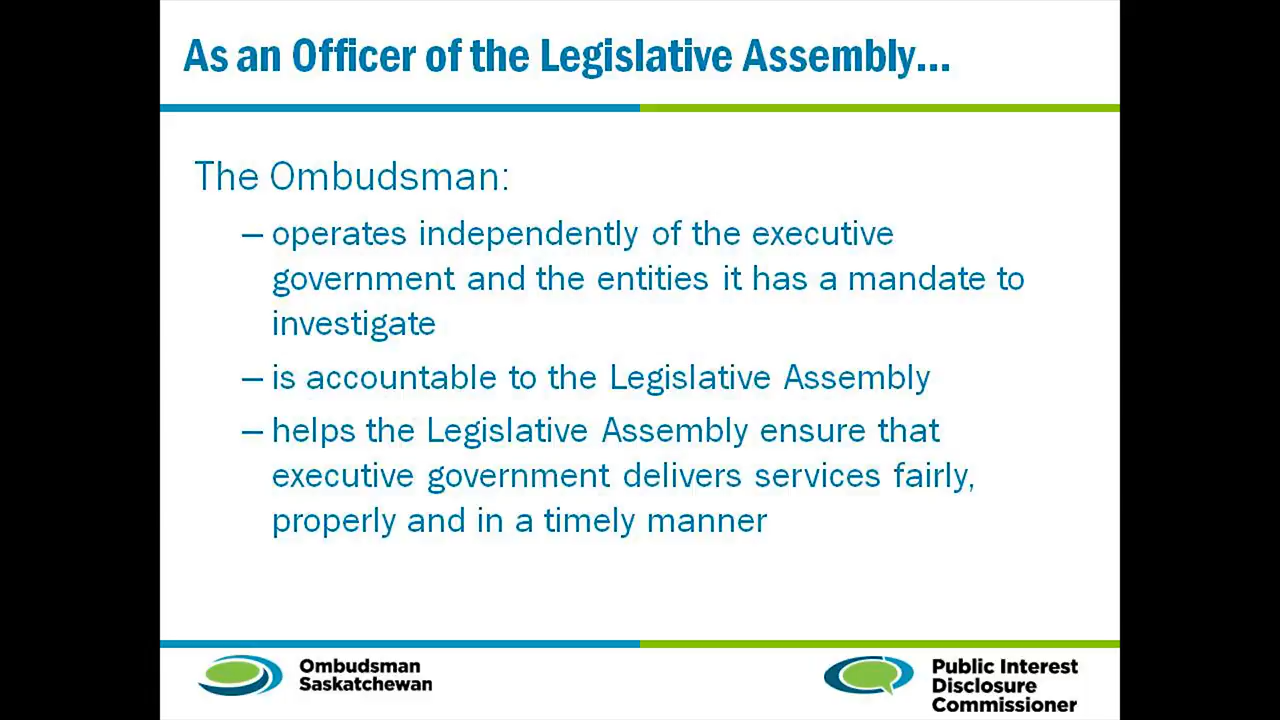 As an Officer of the Legislative Assembly...
The Ombudsman:
– operates independently of the executive
government and the entities it has a mandate to
investigate
– is accountable to the Legislative Assembly
– helps the Legislative Assembly ensure that
executive government delivers services fairly,
properly and in a timely manner
Ombudsman
Saskatchewan
Public Interest
Disclosure
Commissioner